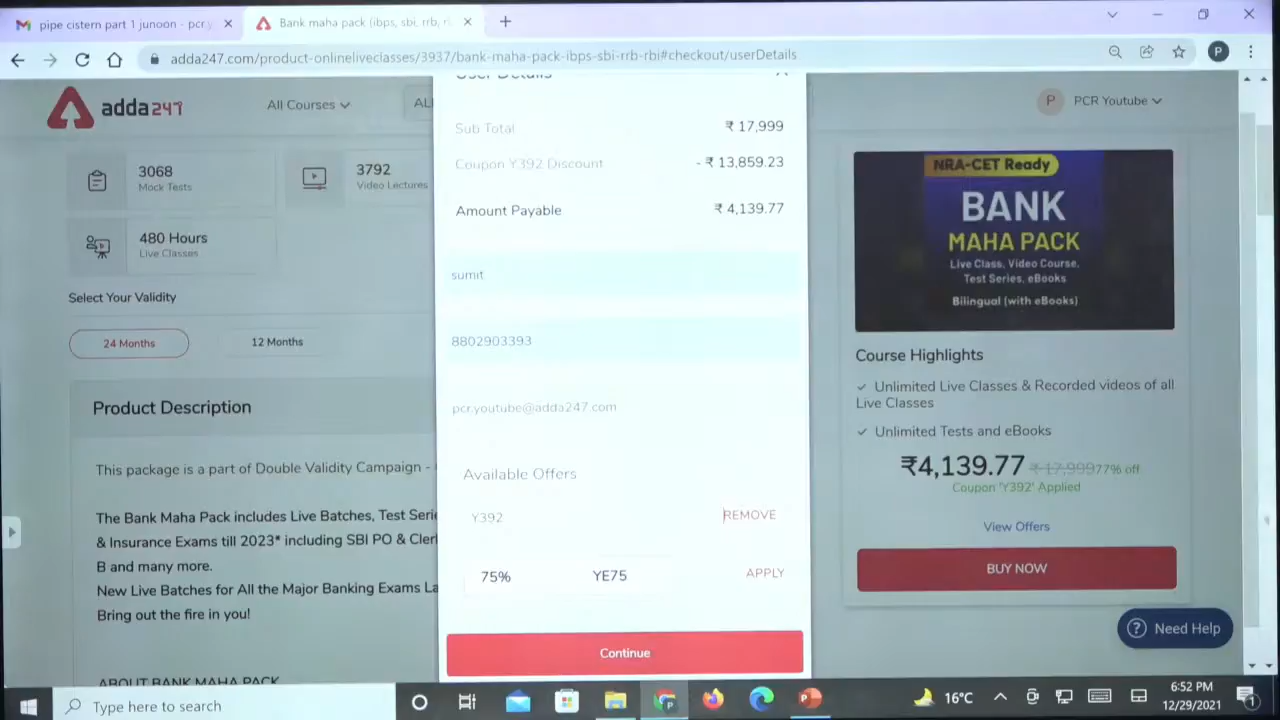 pipe cistern part 1 junoon - pcr.y
Bank maha pack (ibps, sbi, rrb, r
adda247.com/product-onlineliveclasses/3937/bank-maha-pack-ibps-sbi-rrb-rbi#checkout/userDetails
P
adda247
All Courses
AL
P
PCR Youtube
User Details
3068
Mock Tests
3792
Video Lectures
480 Hours
Live Classes
Select Your Validity
24 Months
12 Months
Product Description
This package is a part of Double Validity Campaign -
The Bank Maha Pack includes Live Batches, Test Seri
& Insurance Exams till 2023* including SBI PO & Cler
B and many more.
New Live Batches for All the Major Banking Exams La
Bring out the fire in you!
ABOUT BANK MAHA PACK
Sub Total
₹ 17,999
Coupon Y392 Discount
- ₹ 13,859.23
Amount Payable
₹ 4,139.77
sumit
8802903393
pcr.youtube@adda247.com
Available Offers
Y392
REMOVE
75%
YE75
APPLY
Continue
NRA-CET Ready
BANK
MAHA PACK
Live Class, Video Course,
Test Series, eBooks
Bilingual (with eBooks)
Course Highlights
Unlimited Live Classes & Recorded videos of all
Live Classes
Unlimited Tests and eBooks
₹4,139.77 ₹ 17,999 77% off
Coupon 'Y392' Applied
View Offers
BUY NOW
? Need Help
Type here to search
16°C
6:52 PM
12/29/2021
1